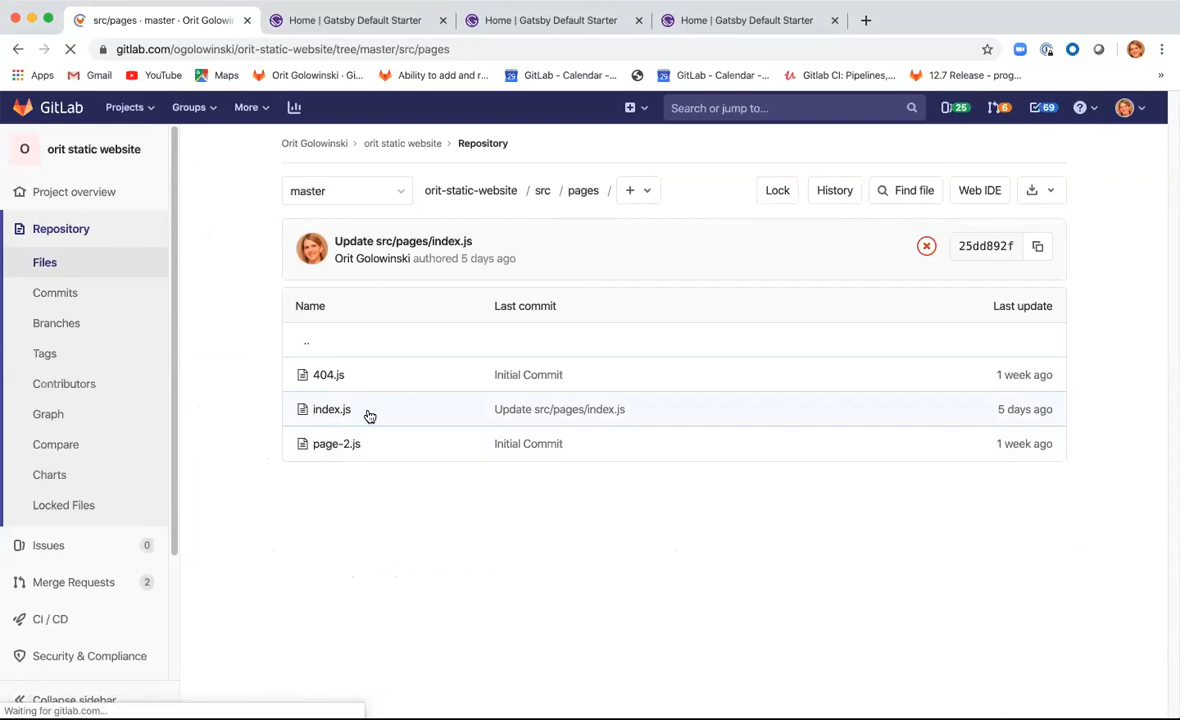 src/pages · master · Orit Golowin
Home | Gatsby Default Starter
Home | Gatsby Default Starter
Home | Gatsby Default Starter
gitlab.com/ogolowinski/orit-static-website/tree/master/src/pages
Apps
Gmail
YouTube
Maps
Orit Golowinski · Gi...
Ability to add and r...
GitLab - Calendar -...
GitLab - Calendar -...
Gitlab CI: Pipelines,...
12.7 Release - prog...
»
GitLab
Projects
Groups
More
Search or jump to...
25
6
69
O
orit static website
Orit Golowinski > orit static website > Repository
Project overview
master
orit-static-website / src / pages /
Lock
History
Find file
Web IDE
Repository
Update src/pages/index.js
Orit Golowinski authored 5 days ago
25dd892f
Files
Commits
Branches
Tags
Contributors
Graph
Compare
Charts
Locked Files
Name
Last commit
Last update
..
404.js
Initial Commit
1 week ago
index.js
Update src/pages/index.js
5 days ago
page-2.js
Initial Commit
1 week ago
Issues
0
Merge Requests
2
CI / CD
Security & Compliance
Collapse sidebar
Waiting for gitlab.com...